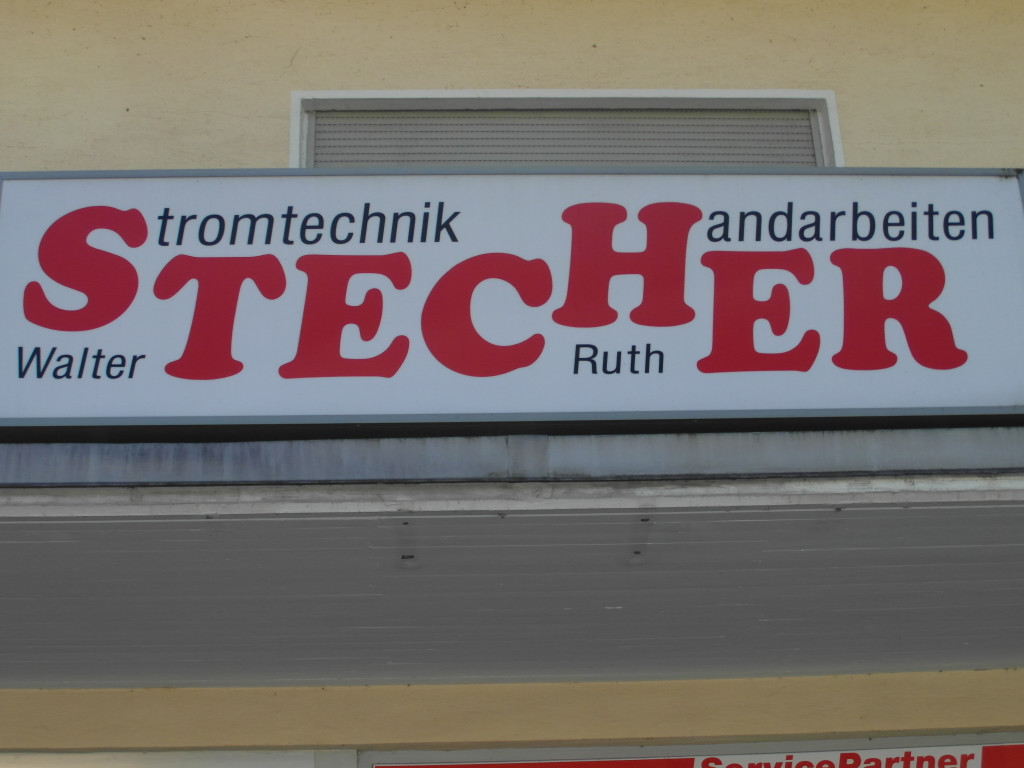 Stromtechnik Handarbeiten
STECHER
Walter Ruth
ServicePartner